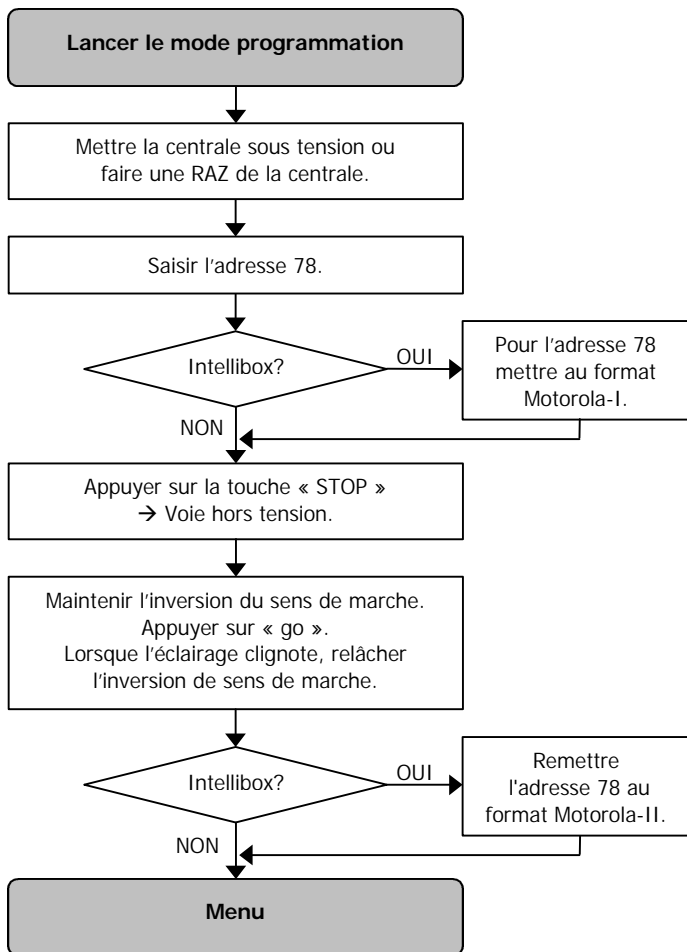 Lancer le mode programmation
Mettre la centrale sous tension ou
faire une RAZ de la centrale.
Saisir l'adresse 78.
Intellibox?
OUI
Pour l'adresse 78
mettre au format
Motorola-I.
NON
Appuyer sur la touche « STOP »
→ Voie hors tension.
Maintenir l'inversion du sens de marche.
Appuyer sur « go ».
Lorsque l'éclairage clignote, relâcher
l'inversion de sens de marche.
Intellibox?
OUI
Remettre
l'adresse 78 au
format Motorola-II.
NON
Menu